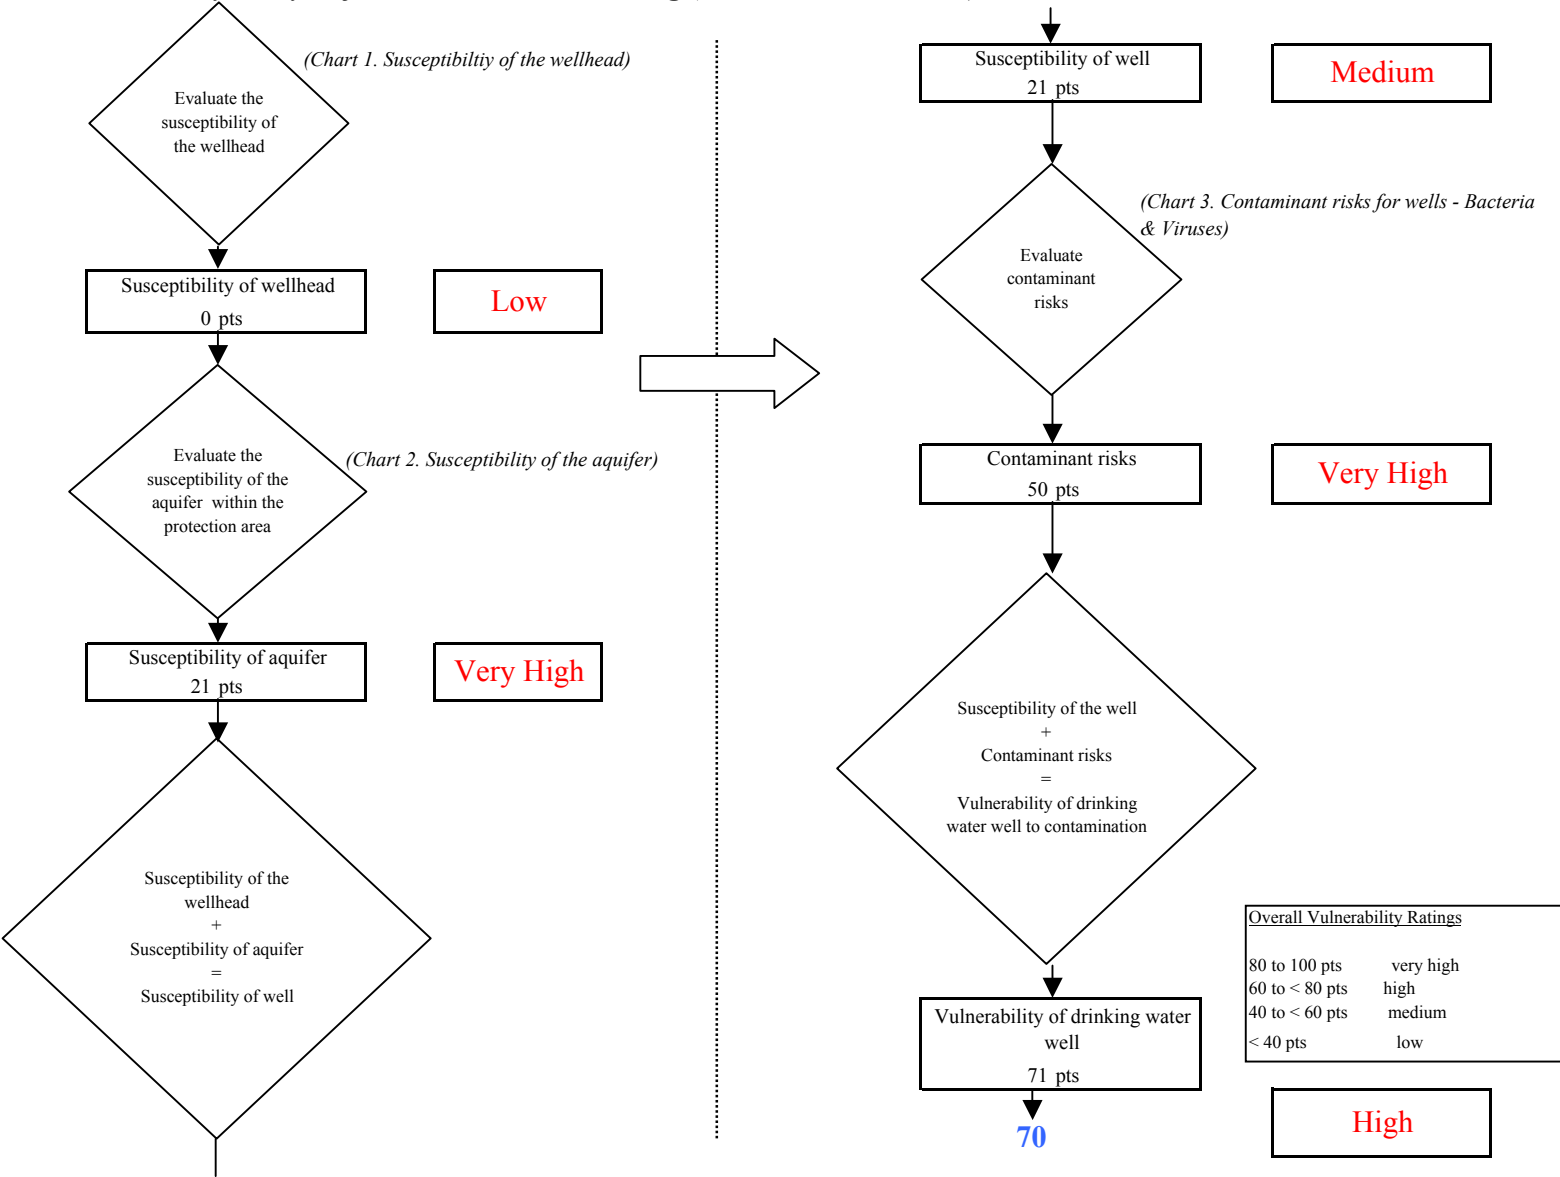 (Chart 1. Susceptibiltiy of the wellhead)
Evaluate the
susceptibility of
the wellhead
Susceptibility of wellhead
0 pts
Low
(Chart 2. Susceptibility of the aquifer)
Evaluate the
susceptibility of the
aquifer within the
protection area
Susceptibility of aquifer
21 pts
Very High
Susceptibility of the
wellhead
+
Susceptibility of aquifer
=
Susceptibility of well
Susceptibility of well
21 pts
Medium
(Chart 3. Contaminant risks for wells - Bacteria
& Viruses)
Evaluate
contaminant
risks
Contaminant risks
50 pts
Very High
Susceptibility of the well
+
Contaminant risks
=
Vulnerability of drinking
water well to contamination
Overall Vulnerability Ratings
80 to 100 pts very high
60 to < 80 pts high
40 to < 60 pts medium
< 40 pts low
Vulnerability of drinking water
well
71 pts
70
High